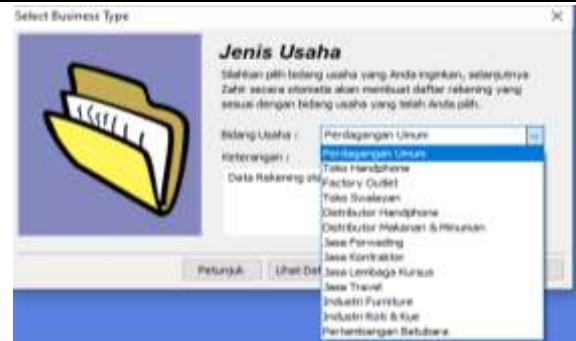 Select Business Type
Jenis Usaha
Silahkan pilih bidang usaha yang Anda inginkan, selanjutnya
Zahir secara otomatis akan membuat daftar rekening yang
sesuai dengan bidang usaha yang telah Anda pilih.
Bidang Usaha :
Perdagangan Umum
Keterangan :
Data Rekening
Perdagangan Umum
Toko Handphone
Factory Outlet
Toko Swalayan
Distributor Handphone
Distributor Makanan & Minuman
Jasa Forwading
Jasa Kontraktor
Jasa Lembaga Kursus
Jasa Travel
Industri Furniture
Industri Roti & Kue
Pertambangan Batubara
Petunjuk
Lihat Daf